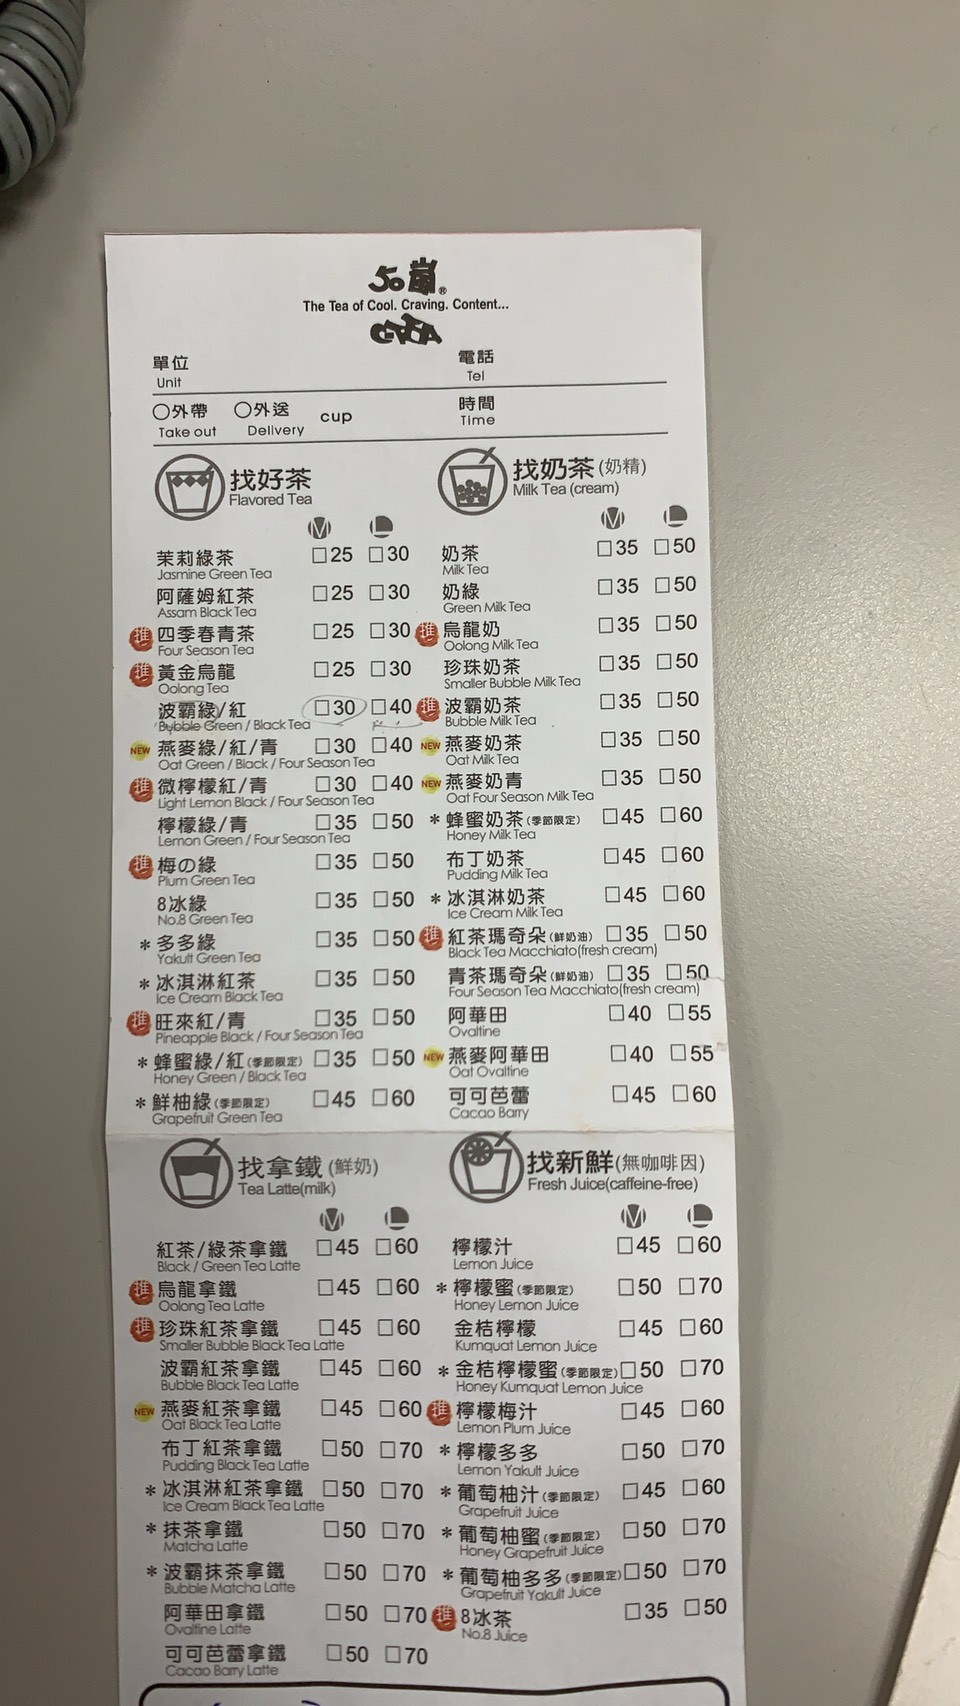 50嵐®
The Tea of Cool. Craving. Content...
單位 電話
Unit Tel
○外帶 ○外送 cup 時間
Take out Delivery Time
找好茶
Flavored Tea
M L
茉莉綠茶 □25 □30
Jasmine Green Tea
阿薩姆紅茶 □25 □30
Assam Black Tea
推 四季春青茶 □25 □30
Four Season Tea
推 黃金烏龍 □25 □30
Oolong Tea
波霸綠/紅 □30 □40
Bubble Green / Black Tea
NEW 燕麥綠/紅/青 □30 □40
Oat Green / Black / Four Season Tea
推 微檸檬紅/青 □30 □40
Light Lemon Black / Four Season Tea
檸檬綠/青 □35 □50
Lemon Green / Four Season Tea
推 梅の綠 □35 □50
Plum Green Tea
8冰綠 □35 □50
No.8 Green Tea
*多多綠 □35 □50
Yakult Green Tea
*冰淇淋紅茶 □35 □50
Ice Cream Black Tea
推 旺來紅/青 □35 □50
Pineapple Black / Four Season Tea
*蜂蜜綠/紅(季節限定) □35 □50
Honey Green / Black Tea
*鮮柚綠(季節限定) □45 □60
Grapefruit Green Tea
找奶茶(奶精)
Milk Tea (cream)
M L
奶茶 □35 □50
Milk Tea
奶綠 □35 □50
Green Milk Tea
推 烏龍奶 □35 □50
Oolong Milk Tea
珍珠奶茶 □35 □50
Smaller Bubble Milk Tea
推 波霸奶茶 □35 □50
Bubble Milk Tea
NEW 燕麥奶茶 □35 □50
Oat Milk Tea
NEW 燕麥奶青 □35 □50
Oat Four Season Milk Tea
*蜂蜜奶茶(季節限定) □45 □60
Honey Milk Tea
布丁奶茶 □45 □60
Pudding Milk Tea
*冰淇淋奶茶 □45 □60
Ice Cream Milk Tea
推 紅茶瑪奇朵(鮮奶油) □35 □50
Black Tea Macchiato(fresh cream)
青茶瑪奇朵(鮮奶油) □35 □50
Four Season Tea Macchiato(fresh cream)
阿華田 □40 □55
Ovaltine
NEW 燕麥阿華田 □40 □55
Oat Ovaltine
可可芭蕾 □45 □60
Cacao Barry
找拿鐵(鮮奶)
Tea Latte(milk)
M L
紅茶/綠茶拿鐵 □45 □60
Black / Green Tea Latte
推 烏龍拿鐵 □45 □60
Oolong Tea Latte
推 珍珠紅茶拿鐵 □45 □60
Smaller Bubble Black Tea Latte
波霸紅茶拿鐵 □45 □60
Bubble Black Tea Latte
NEW 燕麥紅茶拿鐵 □45 □60
Oat Black Tea Latte
布丁紅茶拿鐵 □50 □70
Pudding Black Tea Latte
*冰淇淋紅茶拿鐵 □50 □70
Ice Cream Black Tea Latte
*抹茶拿鐵 □50 □70
Matcha Latte
*波霸抹茶拿鐵 □50 □70
Bubble Matcha Latte
阿華田拿鐵 □50 □70
Ovaltine Latte
可可芭蕾拿鐵 □50 □70
Cacao Barry Latte
找新鮮(無咖啡因)
Fresh Juice(caffeine-free)
M L
檸檬汁 □45 □60
Lemon Juice
*檸檬蜜(季節限定) □50 □70
Honey Lemon Juice
金桔檸檬 □45 □60
Kumquat Lemon Juice
*金桔檸檬蜜(季節限定) □50 □70
Honey Kumquat Lemon Juice
推 檸檬梅汁 □45 □60
Lemon Plum Juice
*檸檬多多 □50 □70
Lemon Yakult Juice
*葡萄柚汁(季節限定) □45 □60
Grapefruit Juice
*葡萄柚蜜(季節限定) □50 □70
Honey Grapefruit Juice
*葡萄柚多多(季節限定) □50 □70
Grapefruit Yakult Juice
推 8冰茶 □35 □50
No.8 Juice